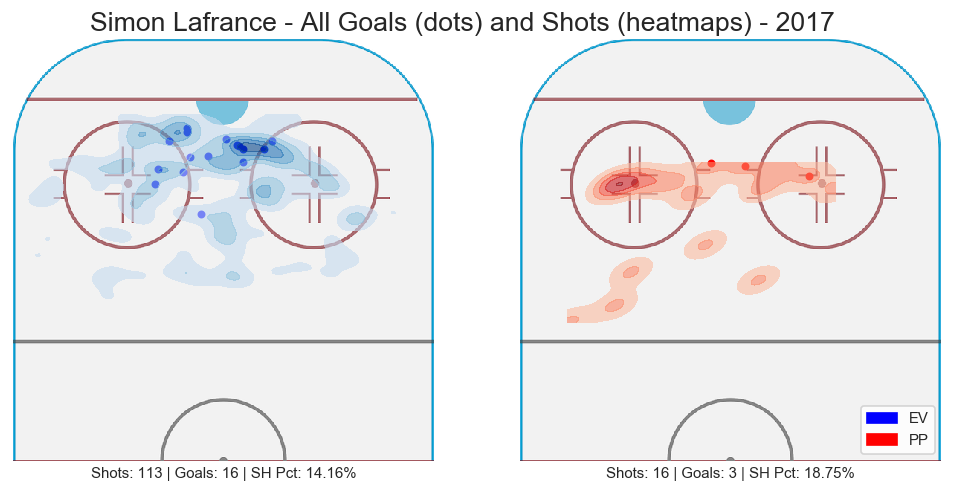 Simon Lafrance - All Goals (dots) and Shots (heatmaps) - 2017
EV
PP
Shots: 113 | Goals: 16 | SH Pct: 14.16%
Shots: 16 | Goals: 3 | SH Pct: 18.75%